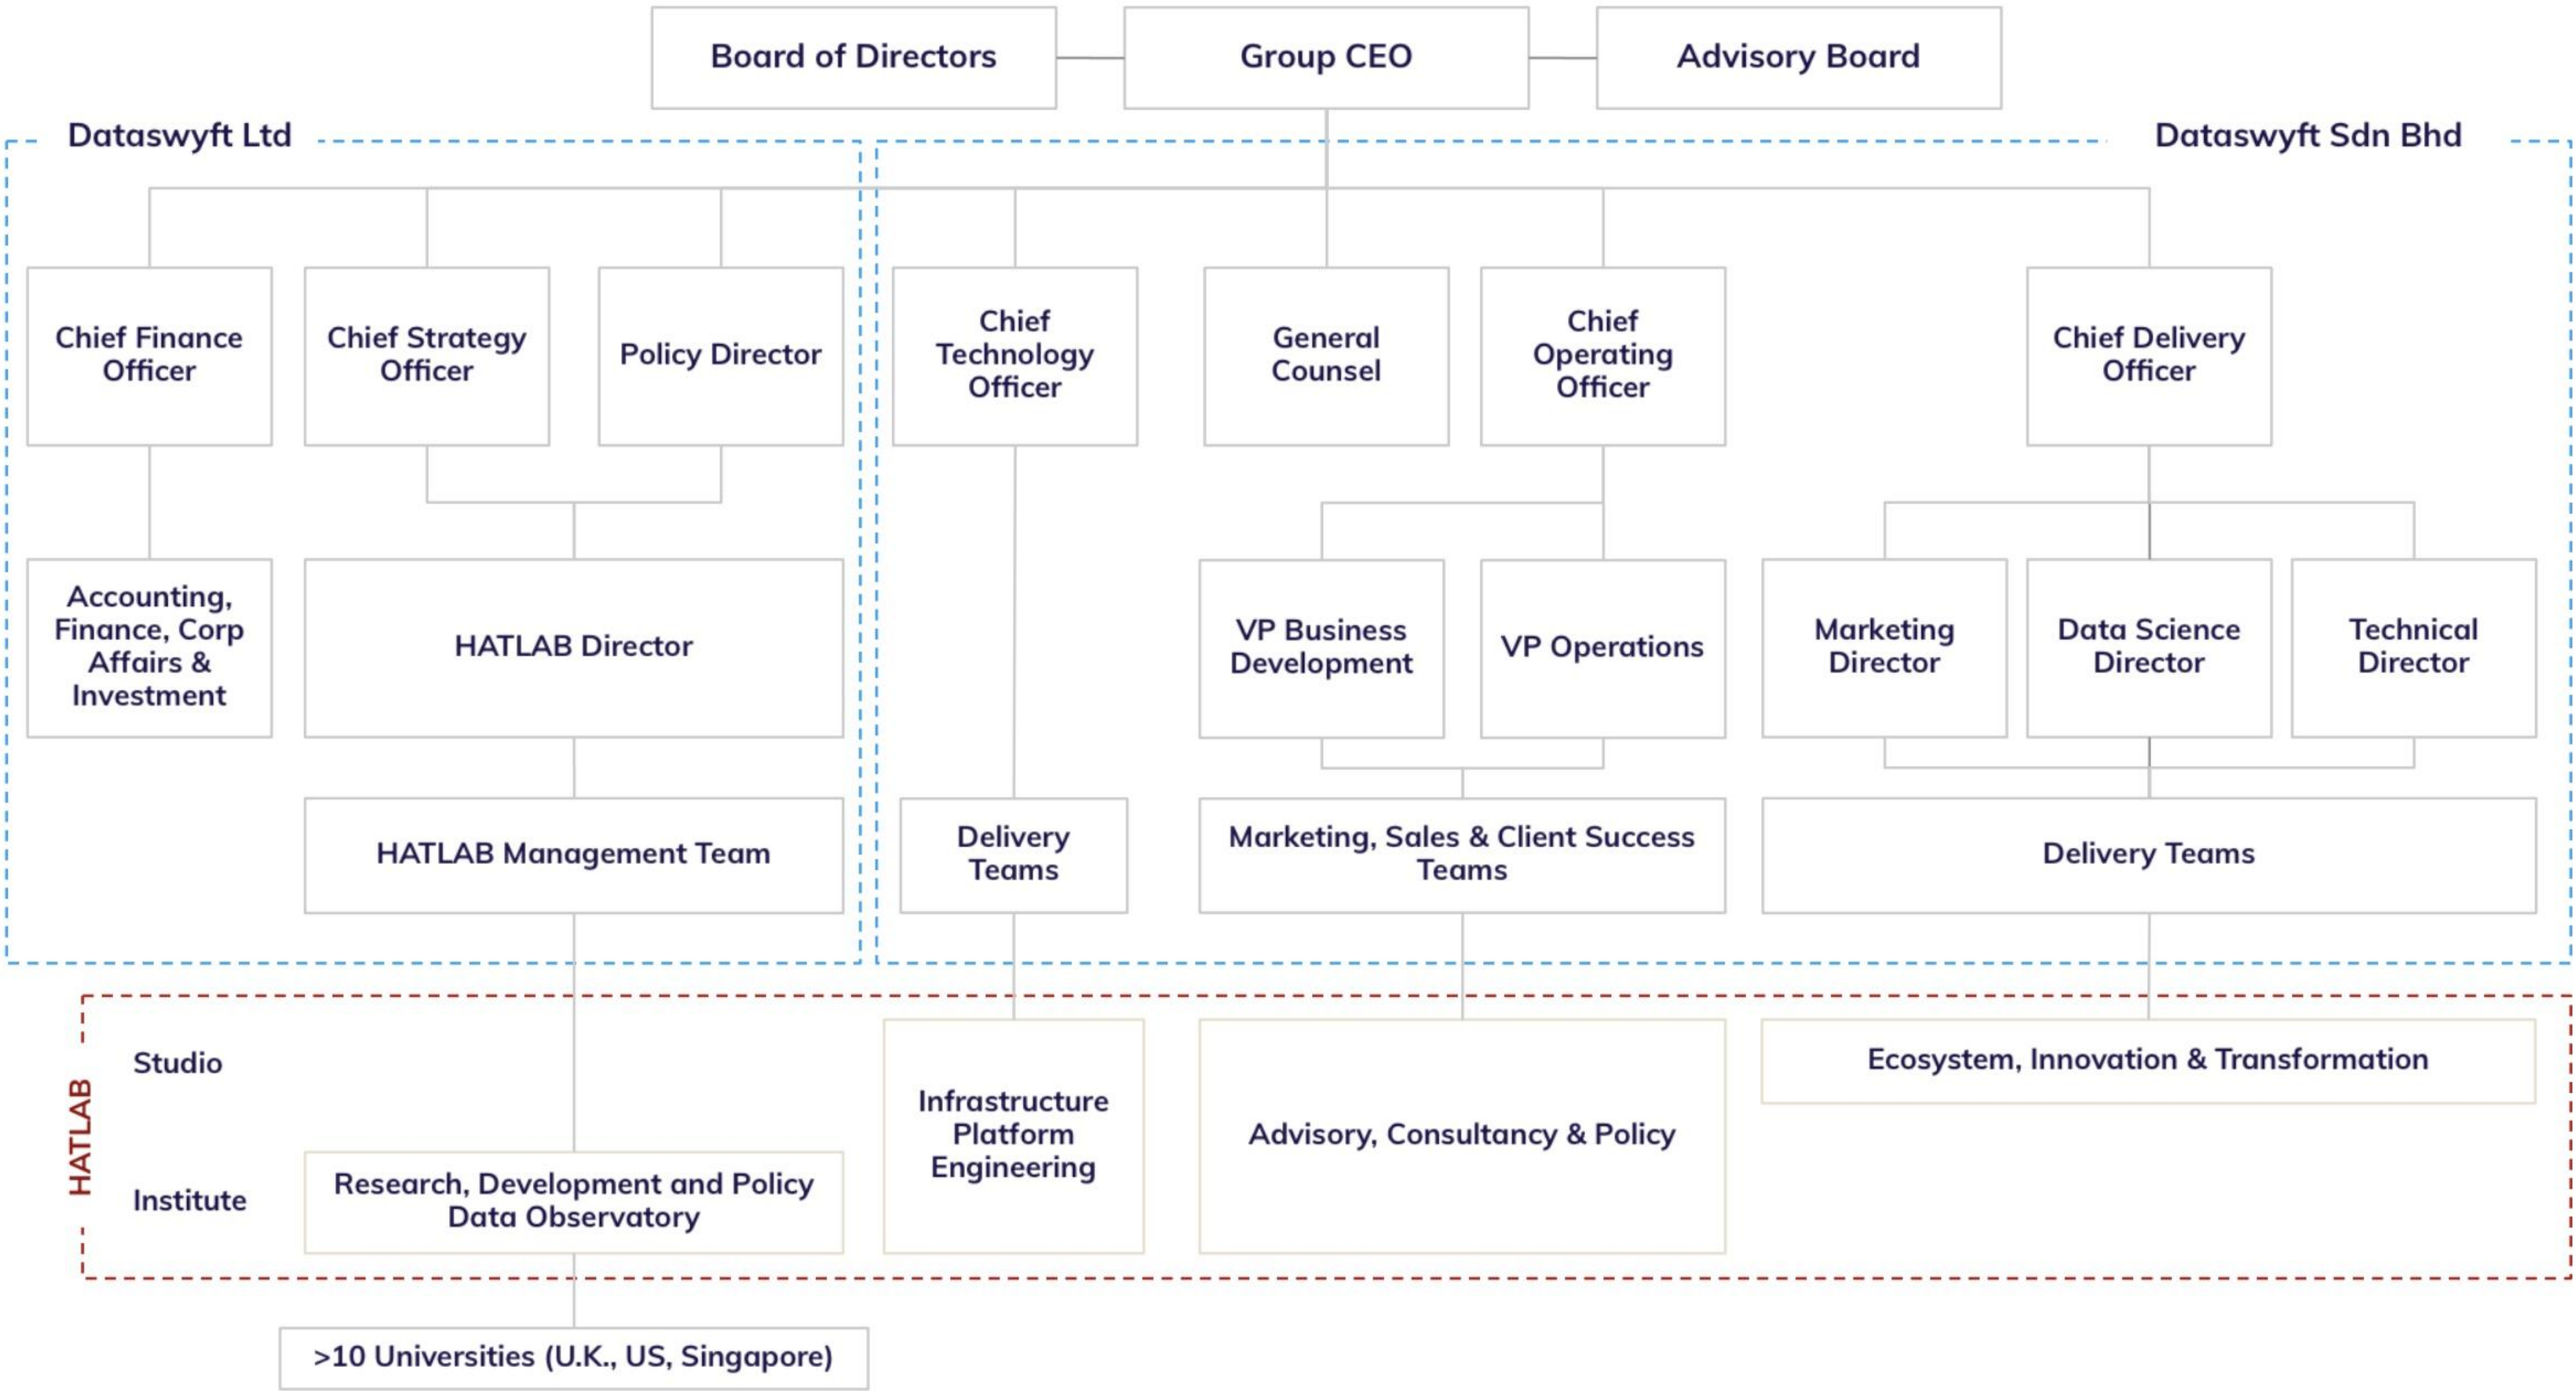 Board of Directors
Group CEO
Advisory Board
Dataswyft Ltd
Dataswyft Sdn Bhd
Chief Finance
Officer
Chief Strategy
Officer
Policy Director
Chief
Technology
Officer
General
Counsel
Chief
Operating
Officer
Chief Delivery
Officer
Accounting,
Finance, Corp
Affairs &
Investment
HATLAB Director
VP Business
Development
VP Operations
Marketing
Director
Data Science
Director
Technical
Director
HATLAB Management Team
Delivery
Teams
Marketing, Sales & Client Success
Teams
Delivery Teams
HATLAB
Studio
Institute
Research, Development and Policy
Data Observatory
Infrastructure
Platform
Engineering
Advisory, Consultancy & Policy
Ecosystem, Innovation & Transformation
>10 Universities (U.K., US, Singapore)